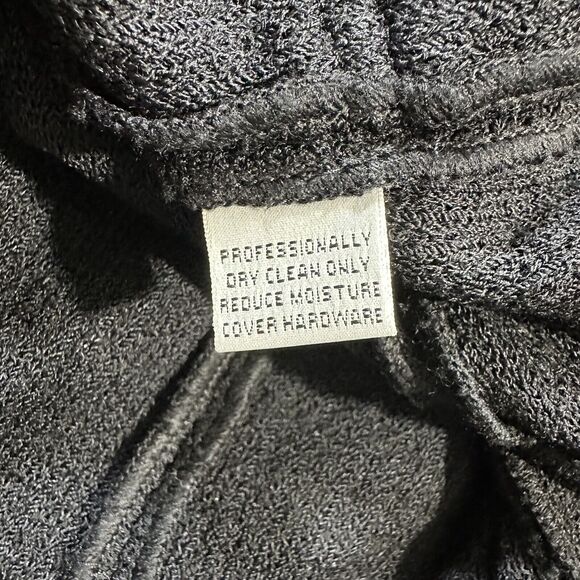 PROFESSIONALLY
DRY CLEAN ONLY
REDUCE MOISTURE
COVER HARDWARE